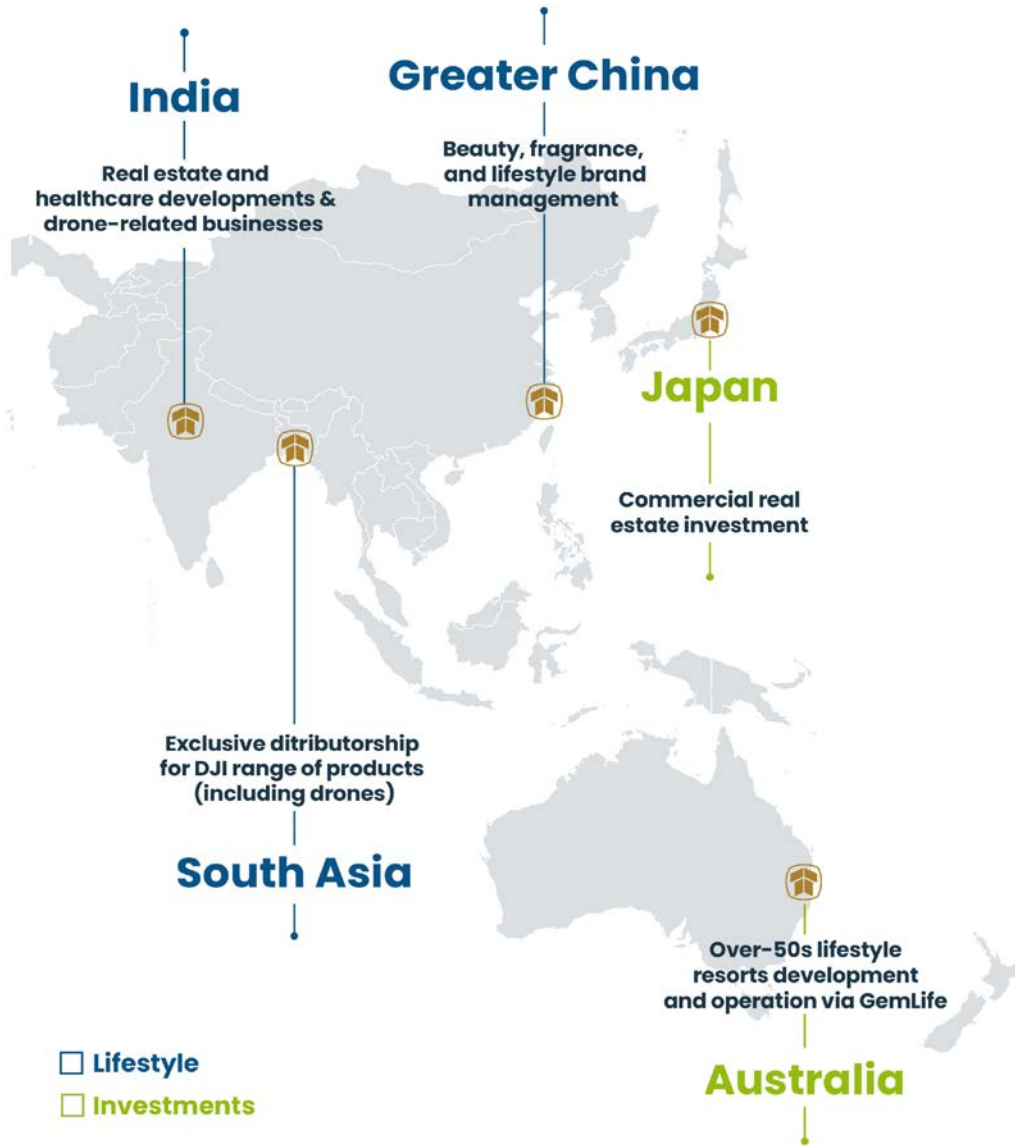 India
Real estate and
healthcare developments &
drone-related businesses
Greater China
Beauty, fragrance,
and lifestyle brand
management
Japan
Commercial real
estate investment
Exclusive ditributorship
for DJI range of products
(including drones)
South Asia
Over-50s lifestyle
resorts development
and operation via GemLife
Australia
Lifestyle
Investments